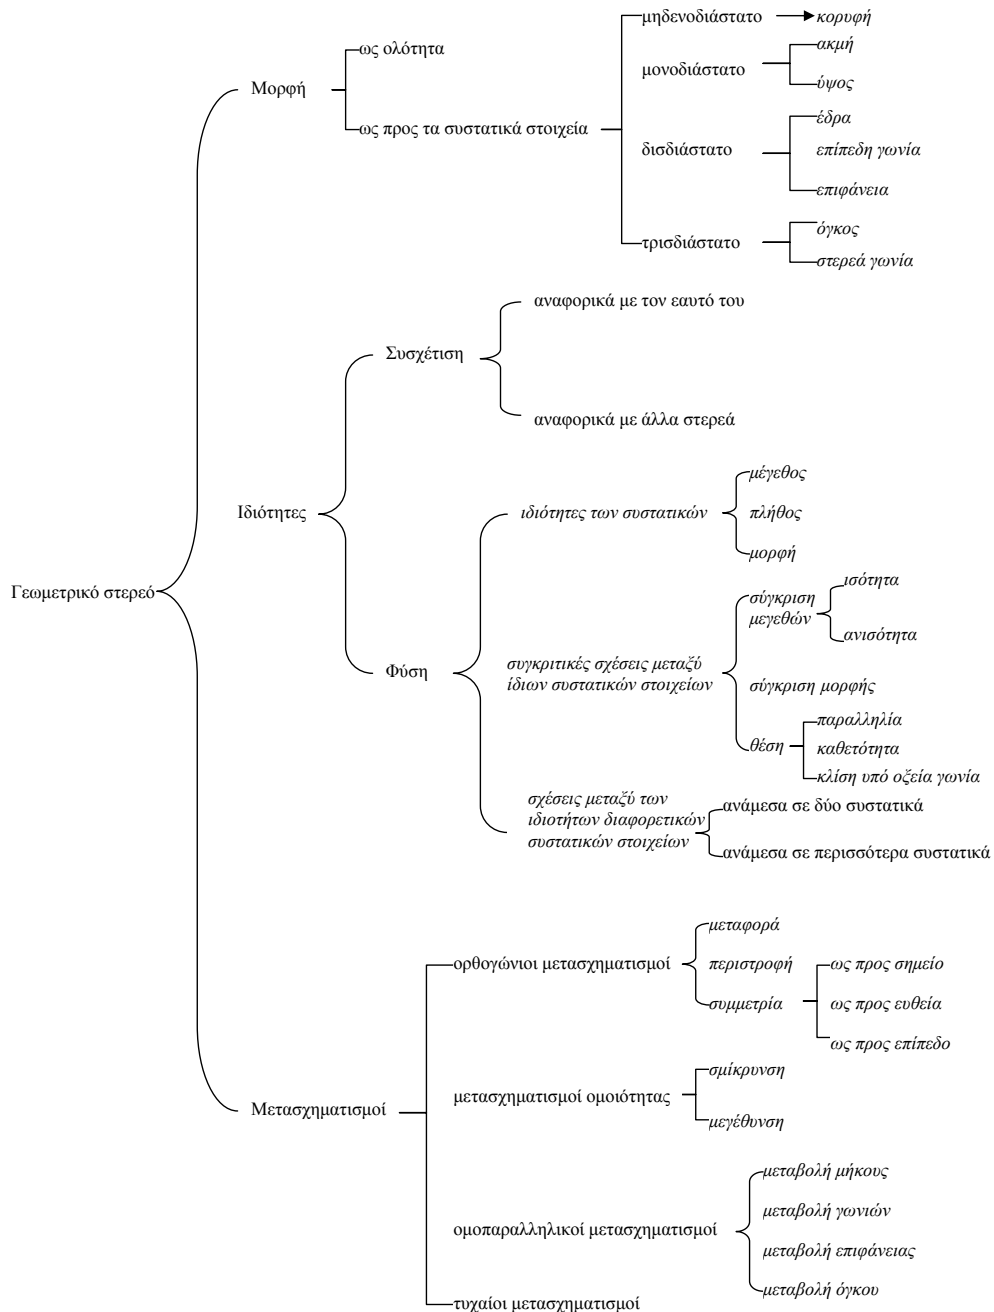 μηδενοδιάστατο
κορυφή
ακμή
ως ολότητα
μονοδιάστατο
ύψος
Μορφή
έδρα
ως προς τα συστατικά στοιχεία
δισδιάστατο
επίπεδη γωνία
επιφάνεια
όγκος
τρισδιάστατο
στερεά γωνία
αναφορικά με τον εαυτό του
Συσχέτιση
αναφορικά με άλλα στερεά
μέγεθος
Ιδιότητες
ιδιότητες των συστατικών
πλήθος
μορφή
Γεωμετρικό στερεό
ισότητα
σύγκριση
μεγεθών
ανισότητα
Φύση
συγκριτικές σχέσεις μεταξύ
ίδιων συστατικών στοιχείων
σύγκριση μορφής
παραλληλία
θέση
καθετότητα
κλίση υπό οξεία γωνία
σχέσεις μεταξύ των
ιδιοτήτων διαφορετικών
συστατικών στοιχείων
ανάμεσα σε δύο συστατικά
ανάμεσα σε περισσότερα συστατικά
μεταφορά
ορθογώνιοι μετασχηματισμοί
περιστροφή
ως προς σημείο
συμμετρία
ως προς ευθεία
ως προς επίπεδο
σμίκρυνση
Μετασχηματισμοί
μετασχηματισμοί ομοιότητας
μεγέθυνση
μεταβολή μήκους
μεταβολή γωνιών
ομοπαραλληλικοί μετασχηματισμοί
μεταβολή επιφάνειας
μεταβολή όγκου
τυχαίοι μετασχηματισμοί